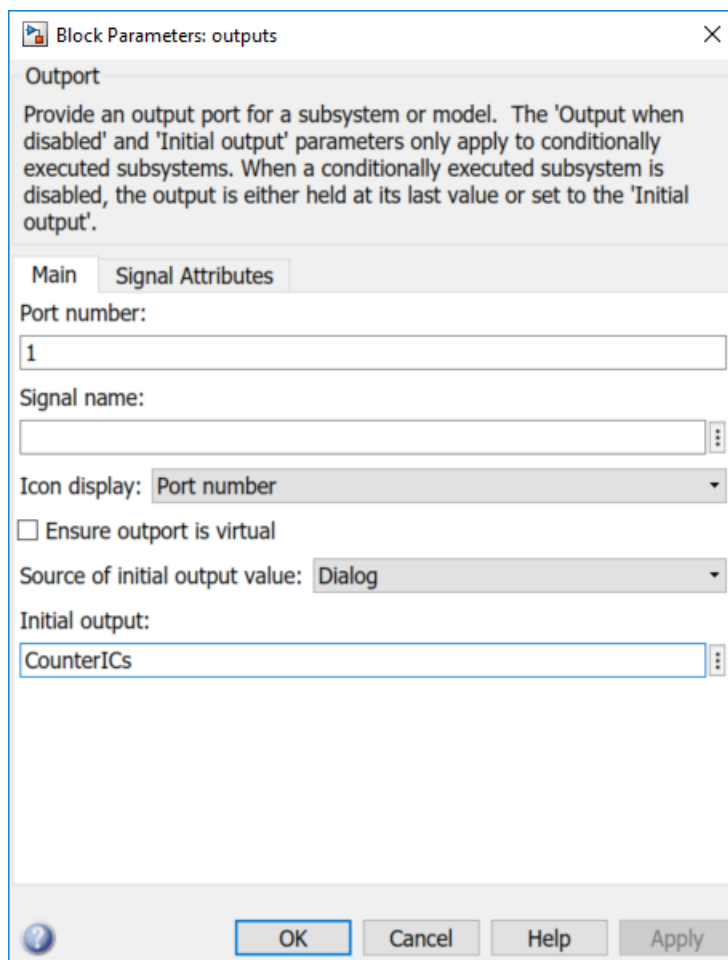 Block Parameters: outputs
Outport
Provide an output port for a subsystem or model.  The 'Output when
disabled' and 'Initial output' parameters only apply to conditionally
executed subsystems. When a conditionally executed subsystem is
disabled, the output is either held at its last value or set to the 'Initial
output'.
Main Signal Attributes
Port number:
1
Signal name:
Icon display: Port number
Ensure outport is virtual
Source of initial output value: Dialog
Initial output:
CounterICs
OK Cancel Help Apply